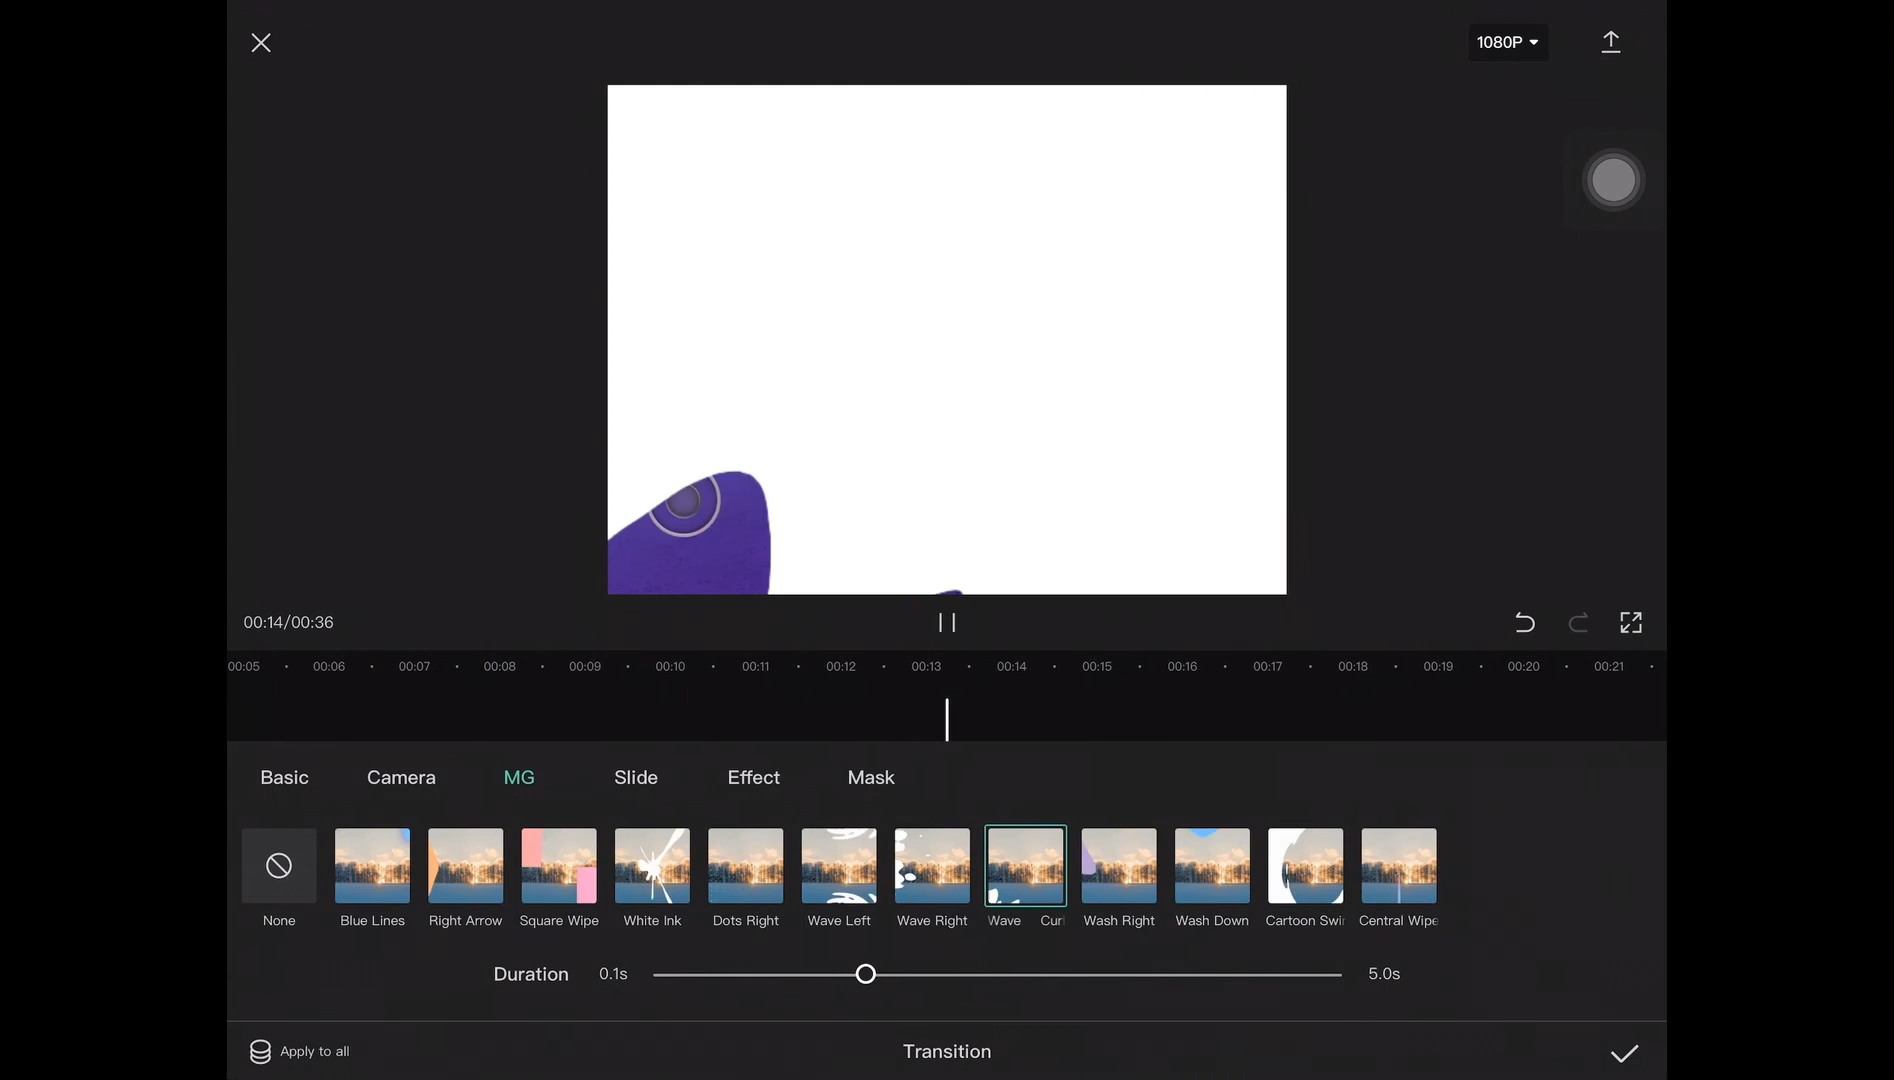 1080P
00:14/00:36
00:05 00:06 00:07 00:08 00:09 00:10 00:11 00:12 00:13 00:14 00:15 00:16 00:17 00:18 00:19 00:20 00:21
Basic Camera MG Slide Effect Mask
None Blue Lines Right Arrow Square Wipe White Ink Dots Right Wave Left Wave Right Wave Cur Wash Right Wash Down Cartoon Swi Central Wipe
Duration 0.1s 5.0s
Apply to all Transition